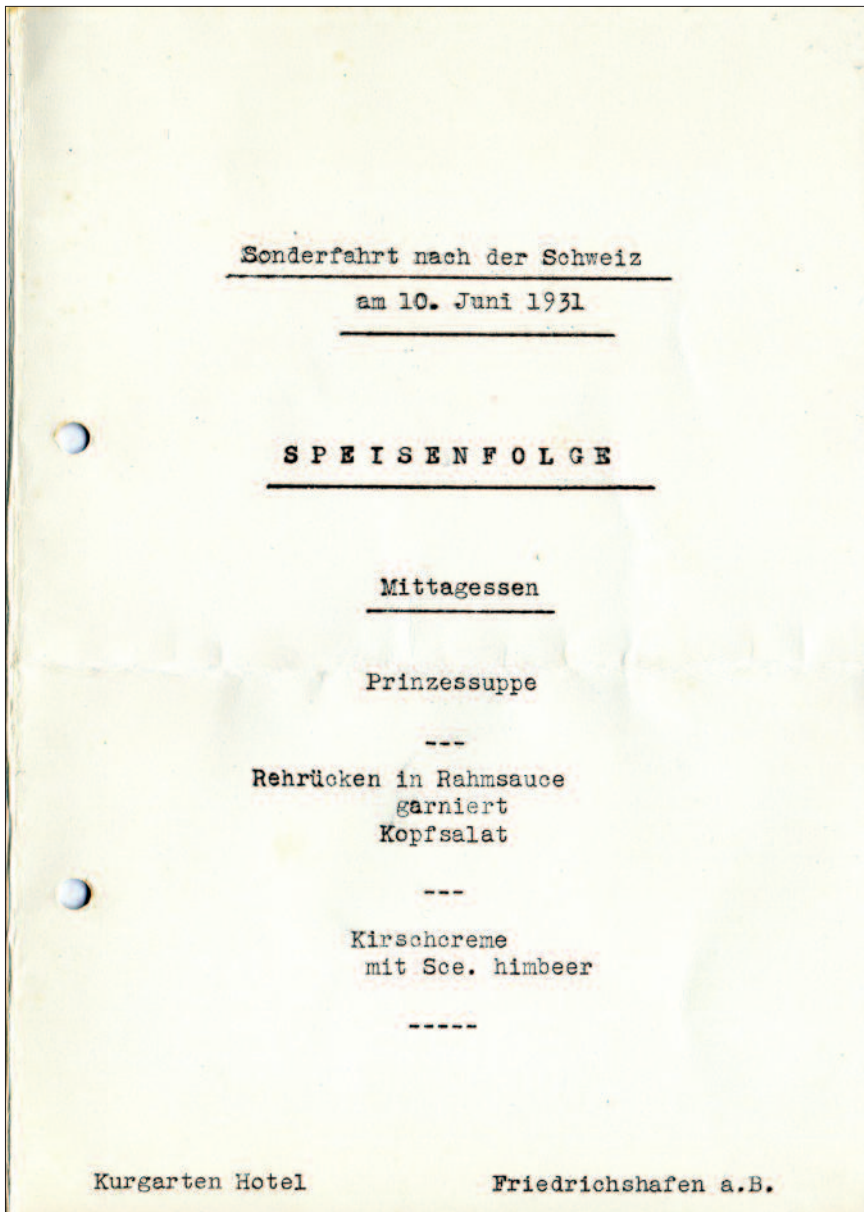 Sonderfahrt nach der Schweiz
am 10. Juni 1931
SPEISENFOLGE
Mittagessen
Prinzessuppe
---
Rehrücken in Rahmsauce
garniert
Kopfsalat
---
Kirschcreme
mit Sce. himbeer
-----
Kurgarten Hotel Friedrichshafen a.B.